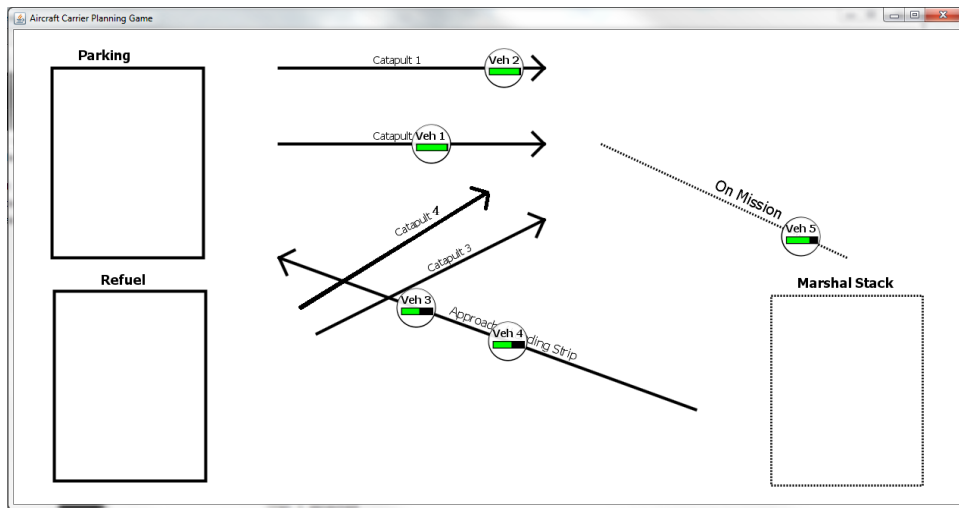 Aircraft Carrier Planning Game
Parking
Catapult 1
Veh 2
Catapult
Veh 1
On Mission
Catapult 4
Veh 5
Catapult 3
Refuel
Marshal Stack
Veh 3
Veh 4
Strip